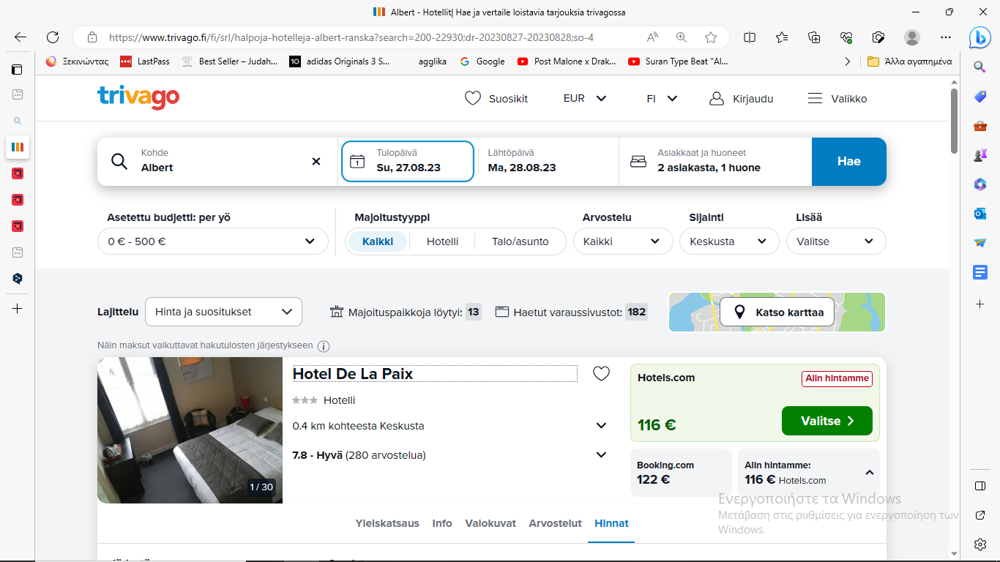 Albert - Hotellit| Hae ja vertaile loistavia tarjouksia trivagossa
https://www.trivago.fi/fi/srl/halpoja-hotelleja-albert-ranska?search=200-22930;dr-20230827-20230828;so-4
Ξεκινώντας LastPass Best Seller – Judah... adidas Originals 3 S... agglika Google Post Malone x Drak... Suran Type Beat "Al... Άλλα αγαπημένα
trivago Suosikit EUR FI Kirjaudu Valikko
Kohde Tulopäivä Lähtöpäivä Asiakkaat ja huoneet
Albert 1 Su, 27.08.23 Ma, 28.08.23 2 asiakasta, 1 huone Hae
Asetettu budjetti: per yö Majoitustyyppi Arvostelu Sijainti Lisää
0 € - 500 € Kaikki Hotelli Talo/asunto Kaikki Keskusta Valitse
Lajittelu Hinta ja suositukset Majoituspaikkoja löytyi: 13 Haetut varaussivustot: 182 Katso karttaa
Näin maksut vaikuttavat hakutulosten järjestykseen
Hotel De La Paix Hotels.com Alin hintamme
Hotelli
0.4 km kohteesta Keskusta 116 € Valitse
7.8 - Hyvä (280 arvostelua)
Booking.com Alin hintamme:
122 € 116 € Hotels.com
1 / 30
Ενεργοποιήστε τα Windows
Μετάβαση στις ρυθμίσεις για ενεργοποίηση των
Windows.
Yleiskatsaus Info Valokuvat Arvostelut Hinnat